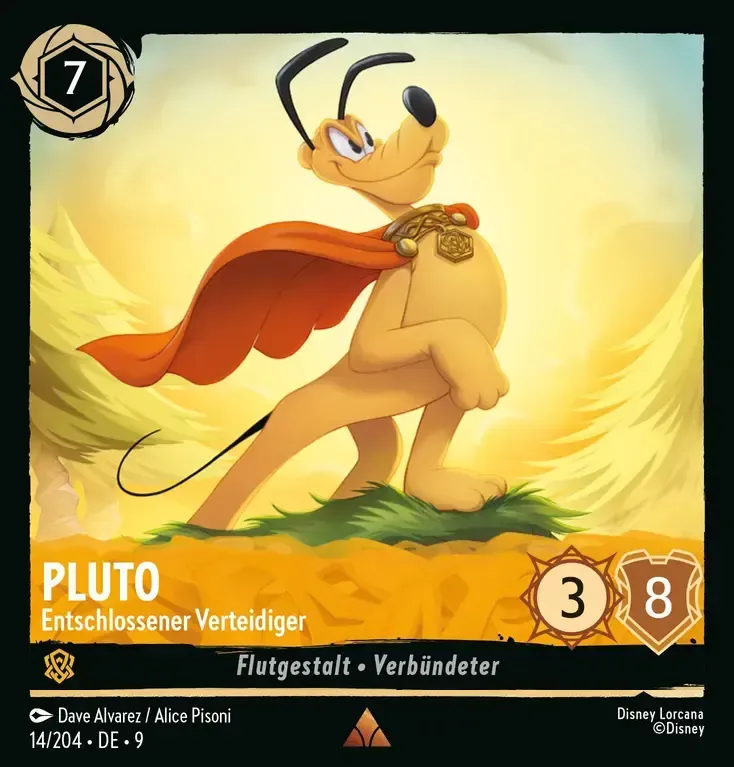 7
PLUTO
Entschlossener Verteidiger
3
8
Flutgestalt • Verbündeter
Dave Alvarez / Alice Pisoni
Disney Lorcana
14/204 • DE • 9
©Disney